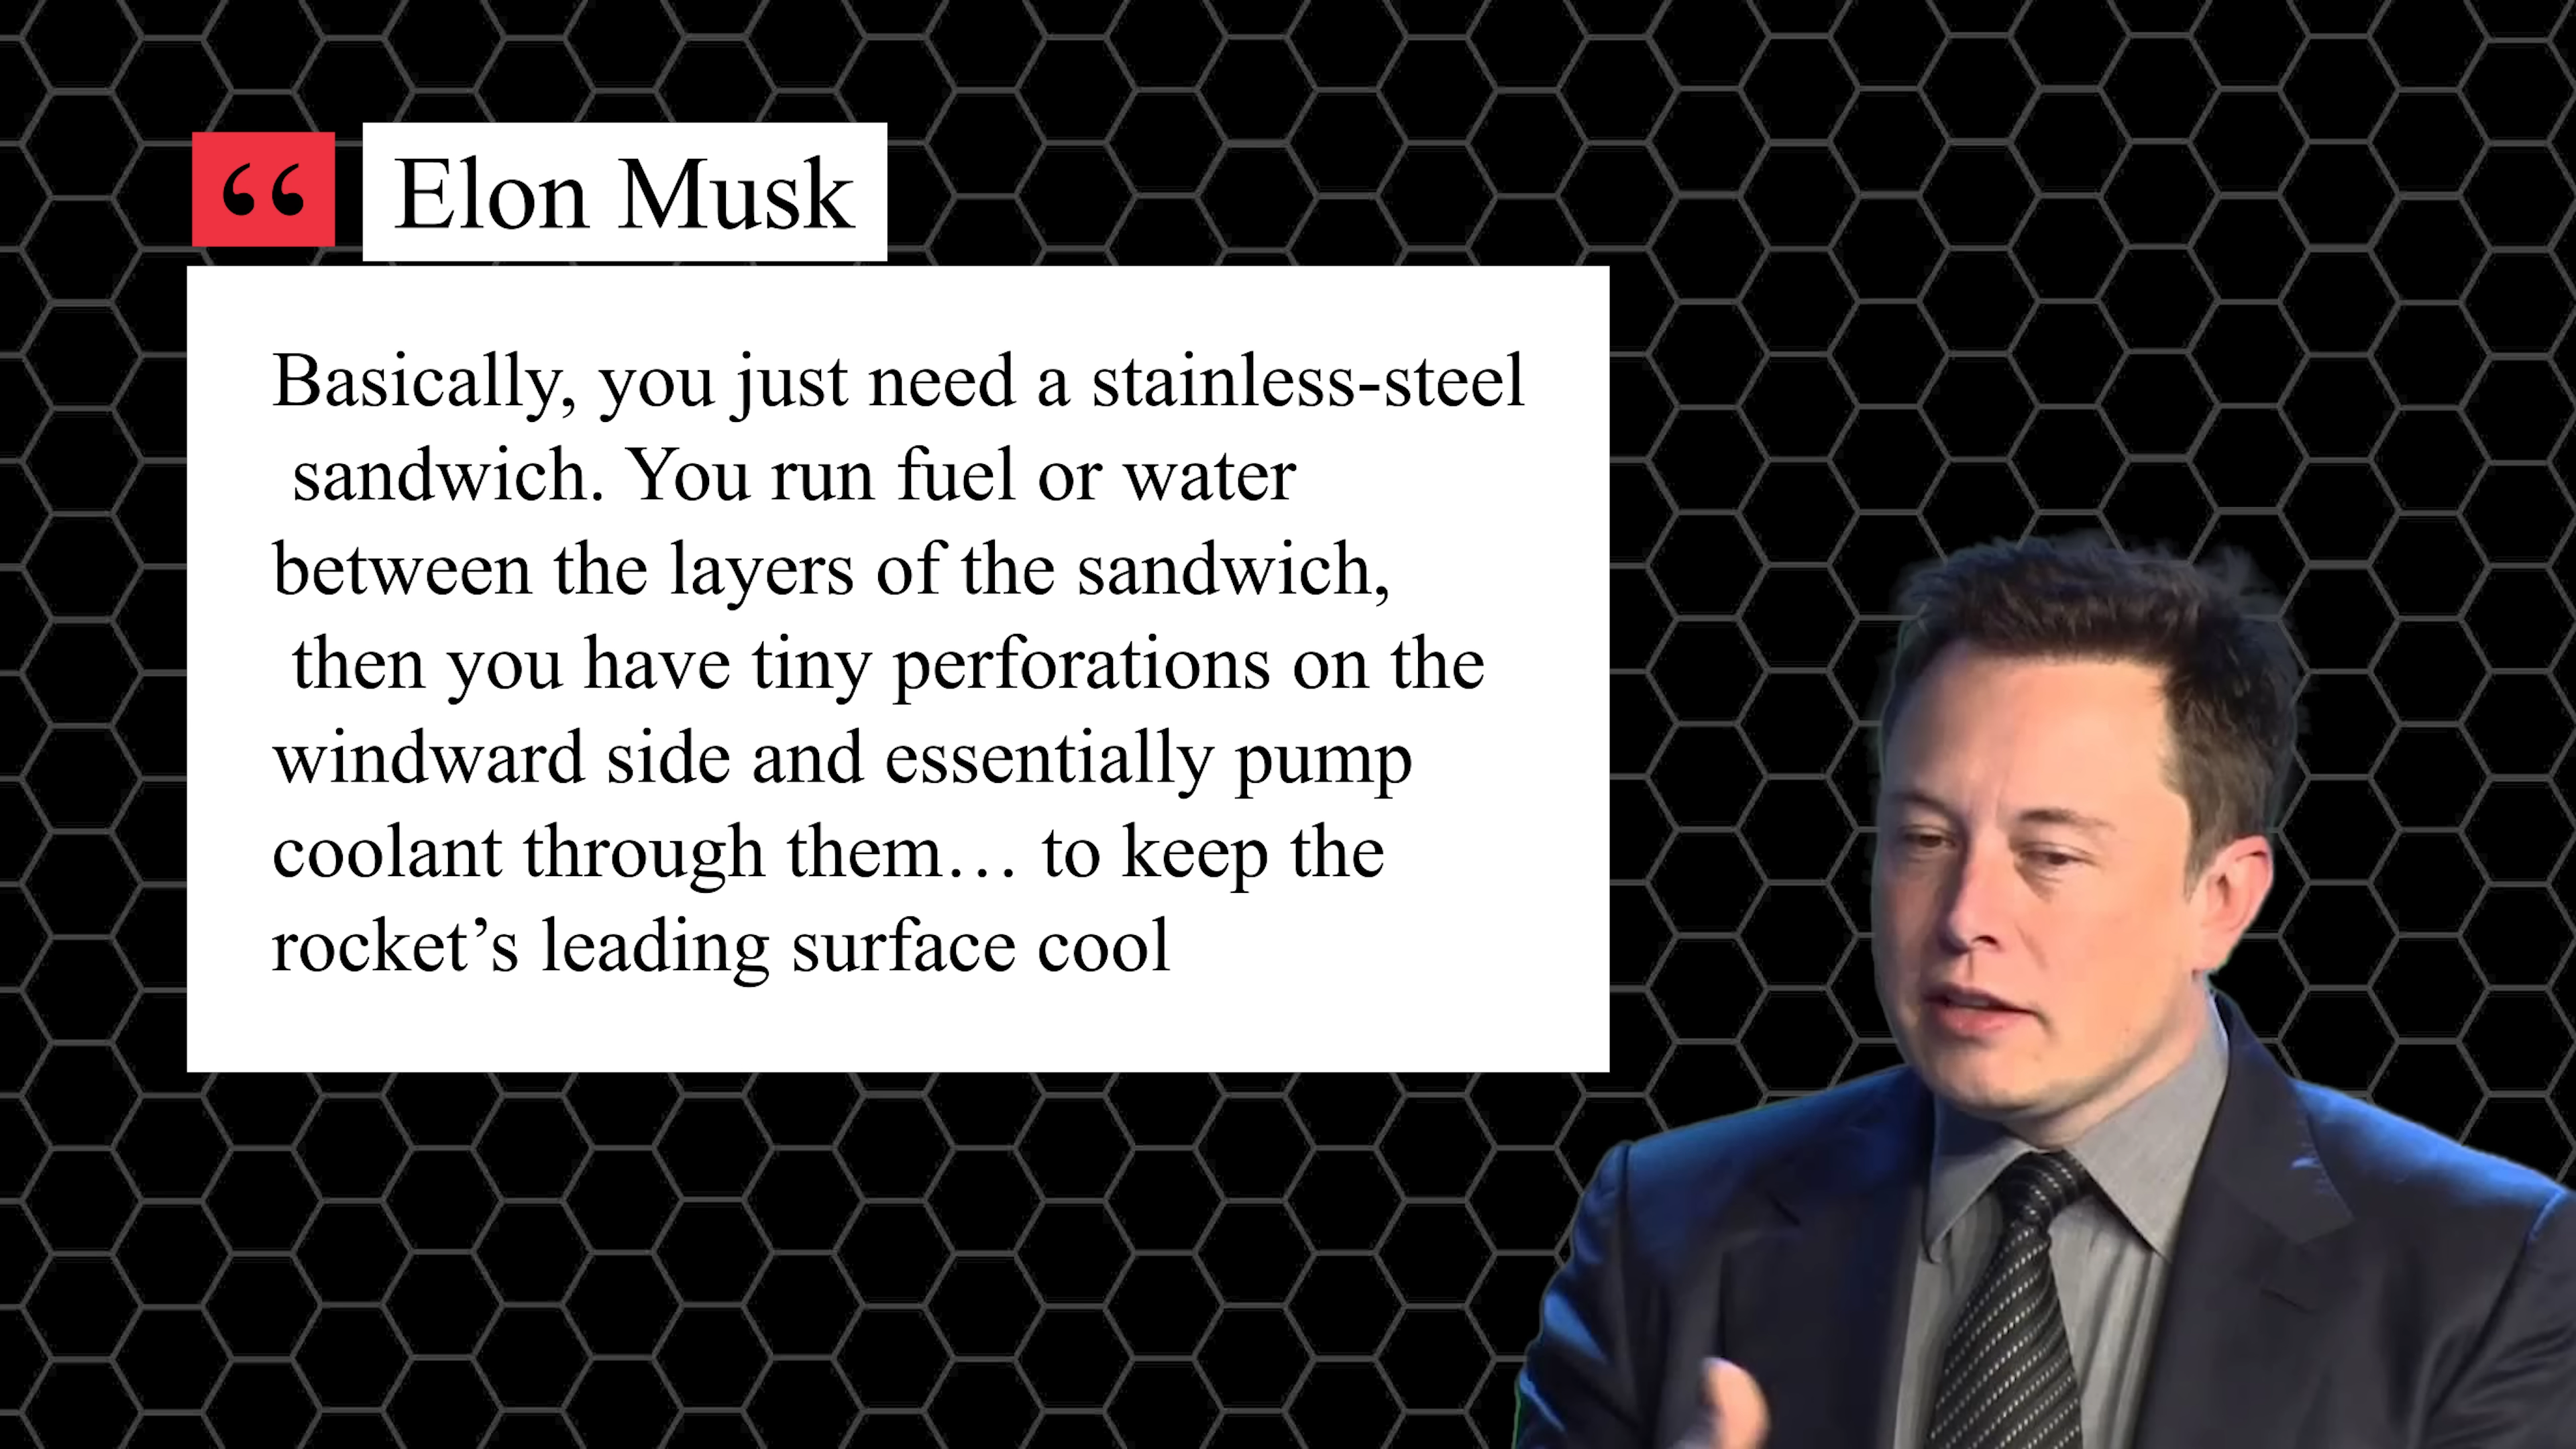 “ Elon Musk
Basically, you just need a stainless-steel
sandwich. You run fuel or water
between the layers of the sandwich,
then you have tiny perforations on the
windward side and essentially pump
coolant through them… to keep the
rocket’s leading surface cool